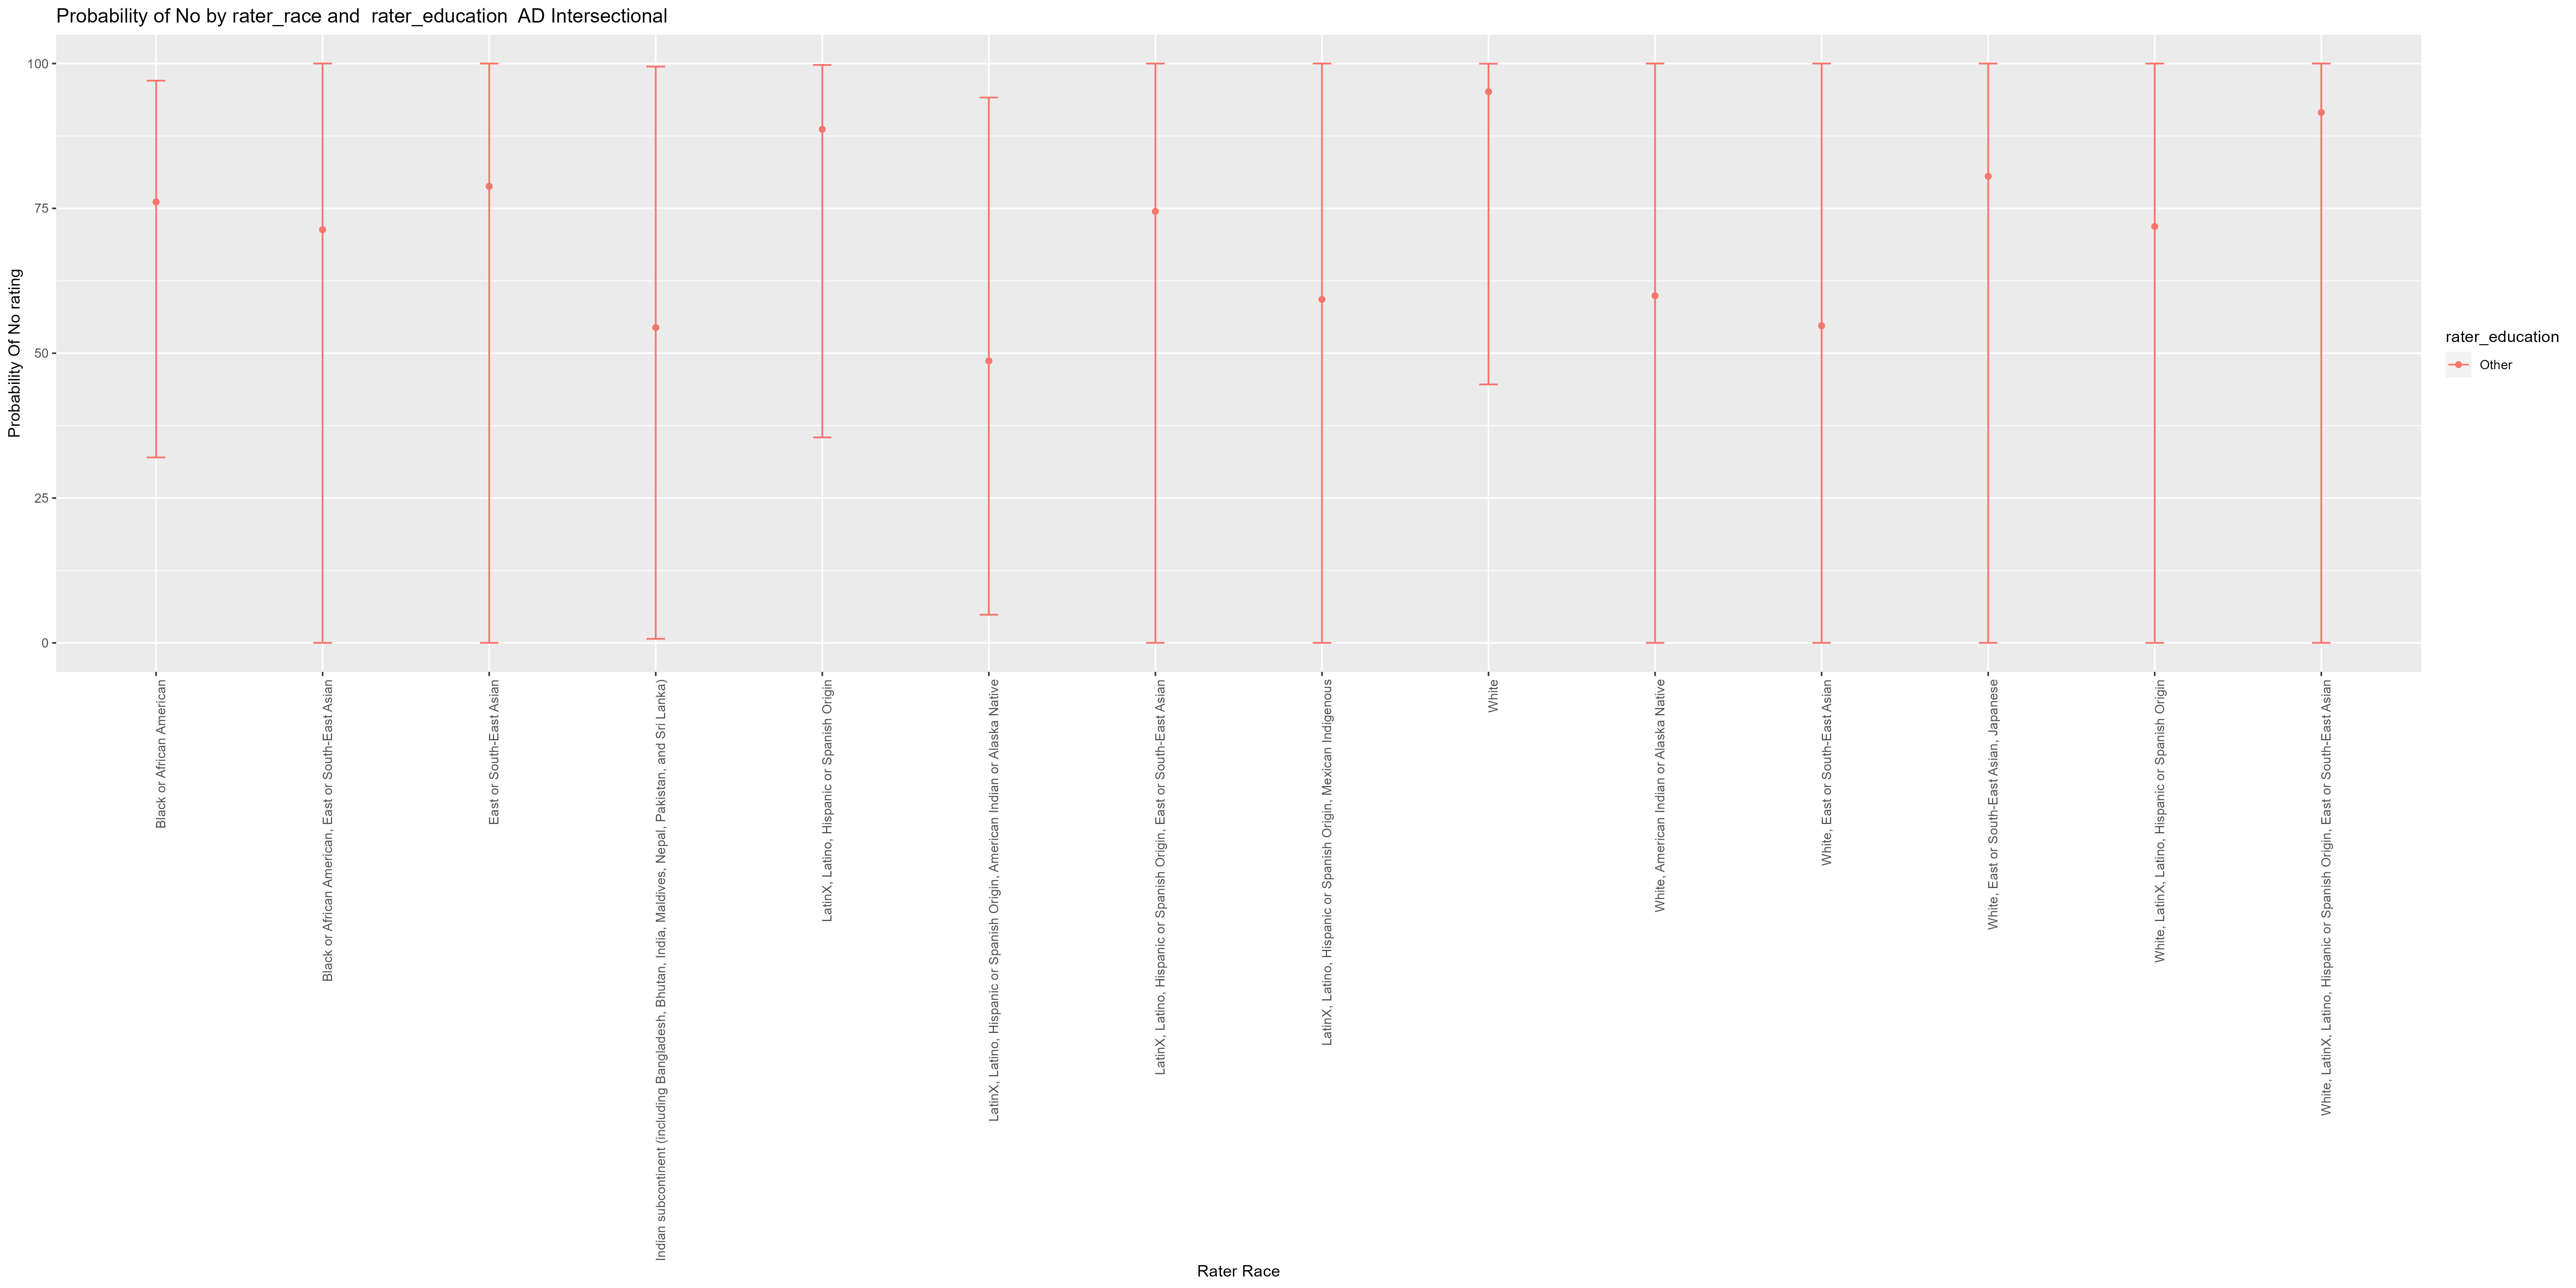 Probability of No by rater_race and  rater_education  AD Intersectional
Probability Of No rating
100
75
50
25
0
Black or African American
Black or African American, East or South-East Asian
East or South-East Asian
Indian subcontinent (including Bangladesh, Bhutan, India, Maldives, Nepal, Pakistan, and Sri Lanka)
LatinX, Latino, Hispanic or Spanish Origin
LatinX, Latino, Hispanic or Spanish Origin, American Indian or Alaska Native
LatinX, Latino, Hispanic or Spanish Origin, East or South-East Asian
LatinX, Latino, Hispanic or Spanish Origin, Mexican Indigenous
White
White, American Indian or Alaska Native
White, East or South-East Asian
White, East or South-East Asian, Japanese
White, LatinX, Latino, Hispanic or Spanish Origin
White, LatinX, Latino, Hispanic or Spanish Origin, East or South-East Asian
Rater Race
rater_education
Other